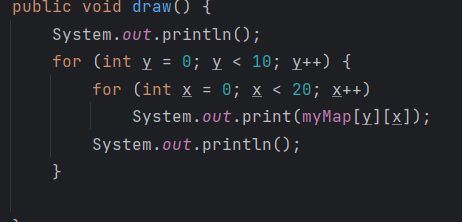 public void draw() {
    System.out.println();
    for (int y = 0; y < 10; y++) {
        for (int x = 0; x < 20; x++)
            System.out.print(myMap[y][x]);
        System.out.println();
    }